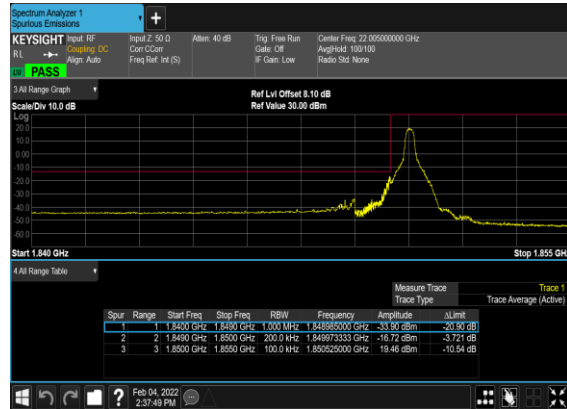 Spectrum Analyzer 1
Spurious Emissions
+
KEYSIGHT Input: RF Input Z: 50 Ω Atten: 40 dB Trig: Free Run Center Freq: 22.005000000 GHz
RL Coupling: DC Corr CCorr Gate: Off Avg|Hold: 100/100
Align: Auto Freq Ref: Int (S) IF Gain: Low Radio Std: None
PASS
3 All Range Graph
Ref Lvl Offset 8.10 dB
Scale/Div 10.0 dB Ref Value 30.00 dBm
Log
20.0
10.0
0.00
-10.0
-20.0
-30.0
-40.0
-50.0
-60.0
Start 1.840 GHz Stop 1.855 GHz
4 All Range Table
Measure Trace Trace 1
Trace Type Trace Average (Active)
Spur Range Start Freq Stop Freq RBW Frequency Amplitude ΔLimit
1 1 1.8400 GHz 1.8490 GHz 1.000 MHz 1.848985000 GHz -33.90 dBm -20.90 dB
2 2 1.8490 GHz 1.8500 GHz 200.0 kHz 1.849973333 GHz -16.72 dBm -3.721 dB
3 3 1.8500 GHz 1.8550 GHz 100.0 kHz 1.850525000 GHz 19.46 dBm -10.54 dB
? Feb 04, 2022
2:37:49 PM